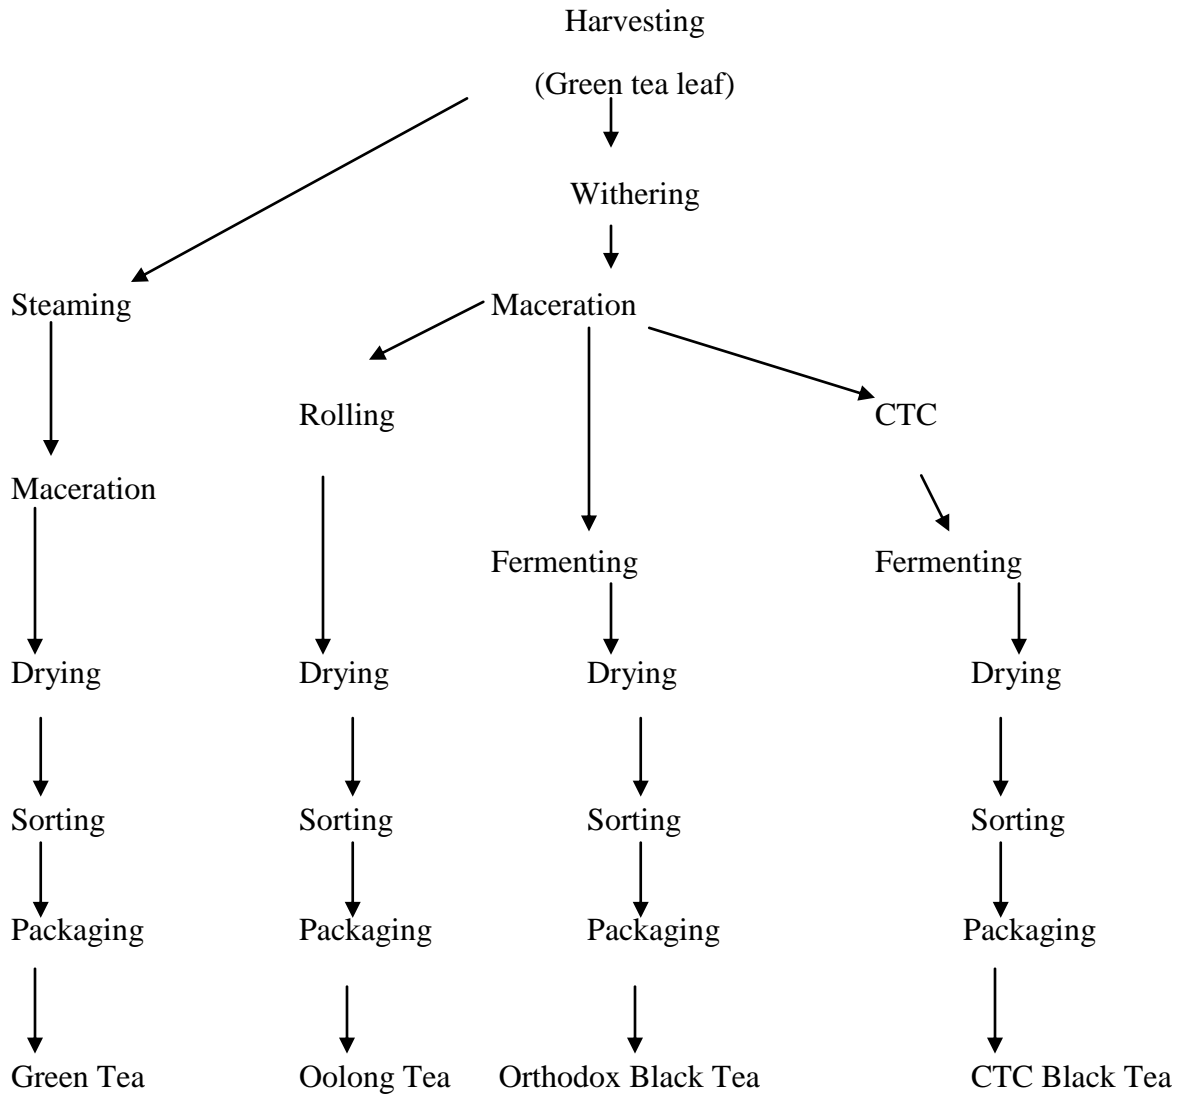 Harvesting
(Green tea leaf)
Withering
Steaming Maceration
Rolling CTC
Maceration
Fermenting Fermenting
Drying Drying Drying Drying
Sorting Sorting Sorting Sorting
Packaging Packaging Packaging Packaging
Green Tea Oolong Tea Orthodox Black Tea CTC Black Tea